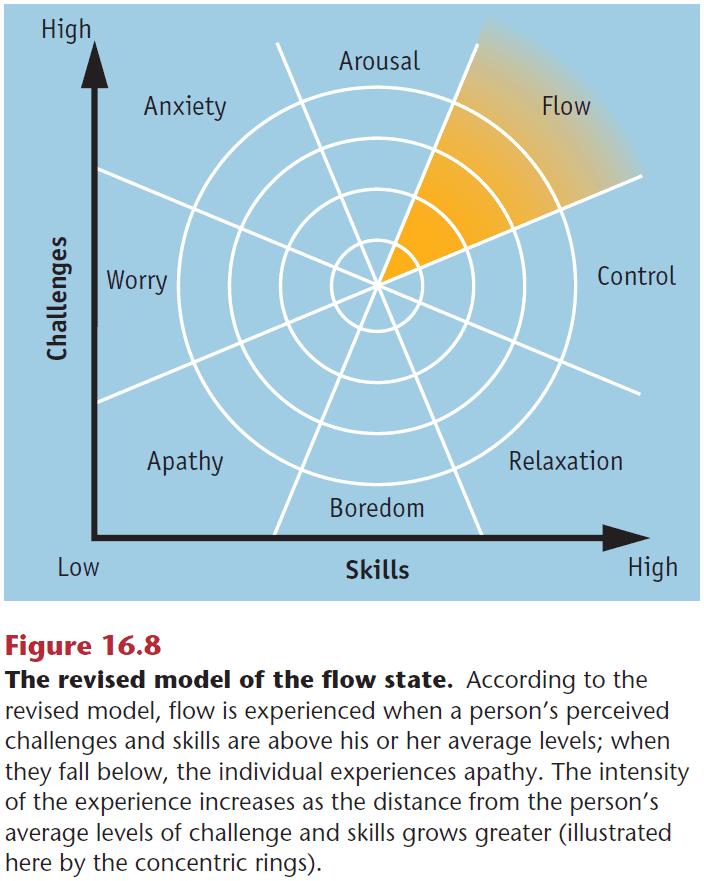 High
Arousal
Anxiety
Flow
Challenges
Worry
Control
Apathy
Relaxation
Boredom
Low
Skills
High
Figure 16.8
The revised model of the flow state. According to the
revised model, flow is experienced when a person’s perceived
challenges and skills are above his or her average levels; when
they fall below, the individual experiences apathy. The intensity
of the experience increases as the distance from the person’s
average levels of challenge and skills grows greater (illustrated
here by the concentric rings).